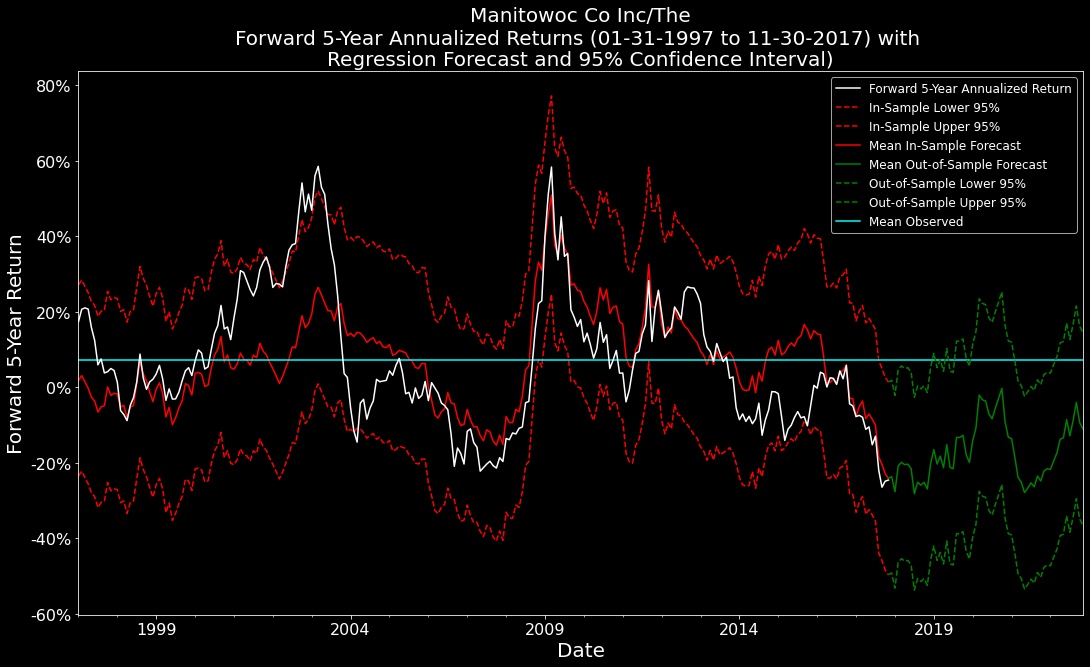 Manitowoc Co Inc/The
Forward 5-Year Annualized Returns (01-31-1997 to 11-30-2017) with
Regression Forecast and 95% Confidence Interval)
Forward 5-Year Annualized Return
In-Sample Lower 95%
In-Sample Upper 95%
Mean In-Sample Forecast
Mean Out-of-Sample Forecast
Out-of-Sample Lower 95%
Out-of-Sample Upper 95%
Mean Observed
Forward 5-Year Return
80%
60%
40%
20%
0%
-20%
-40%
-60%
1999
2004
2009
2014
2019
Date